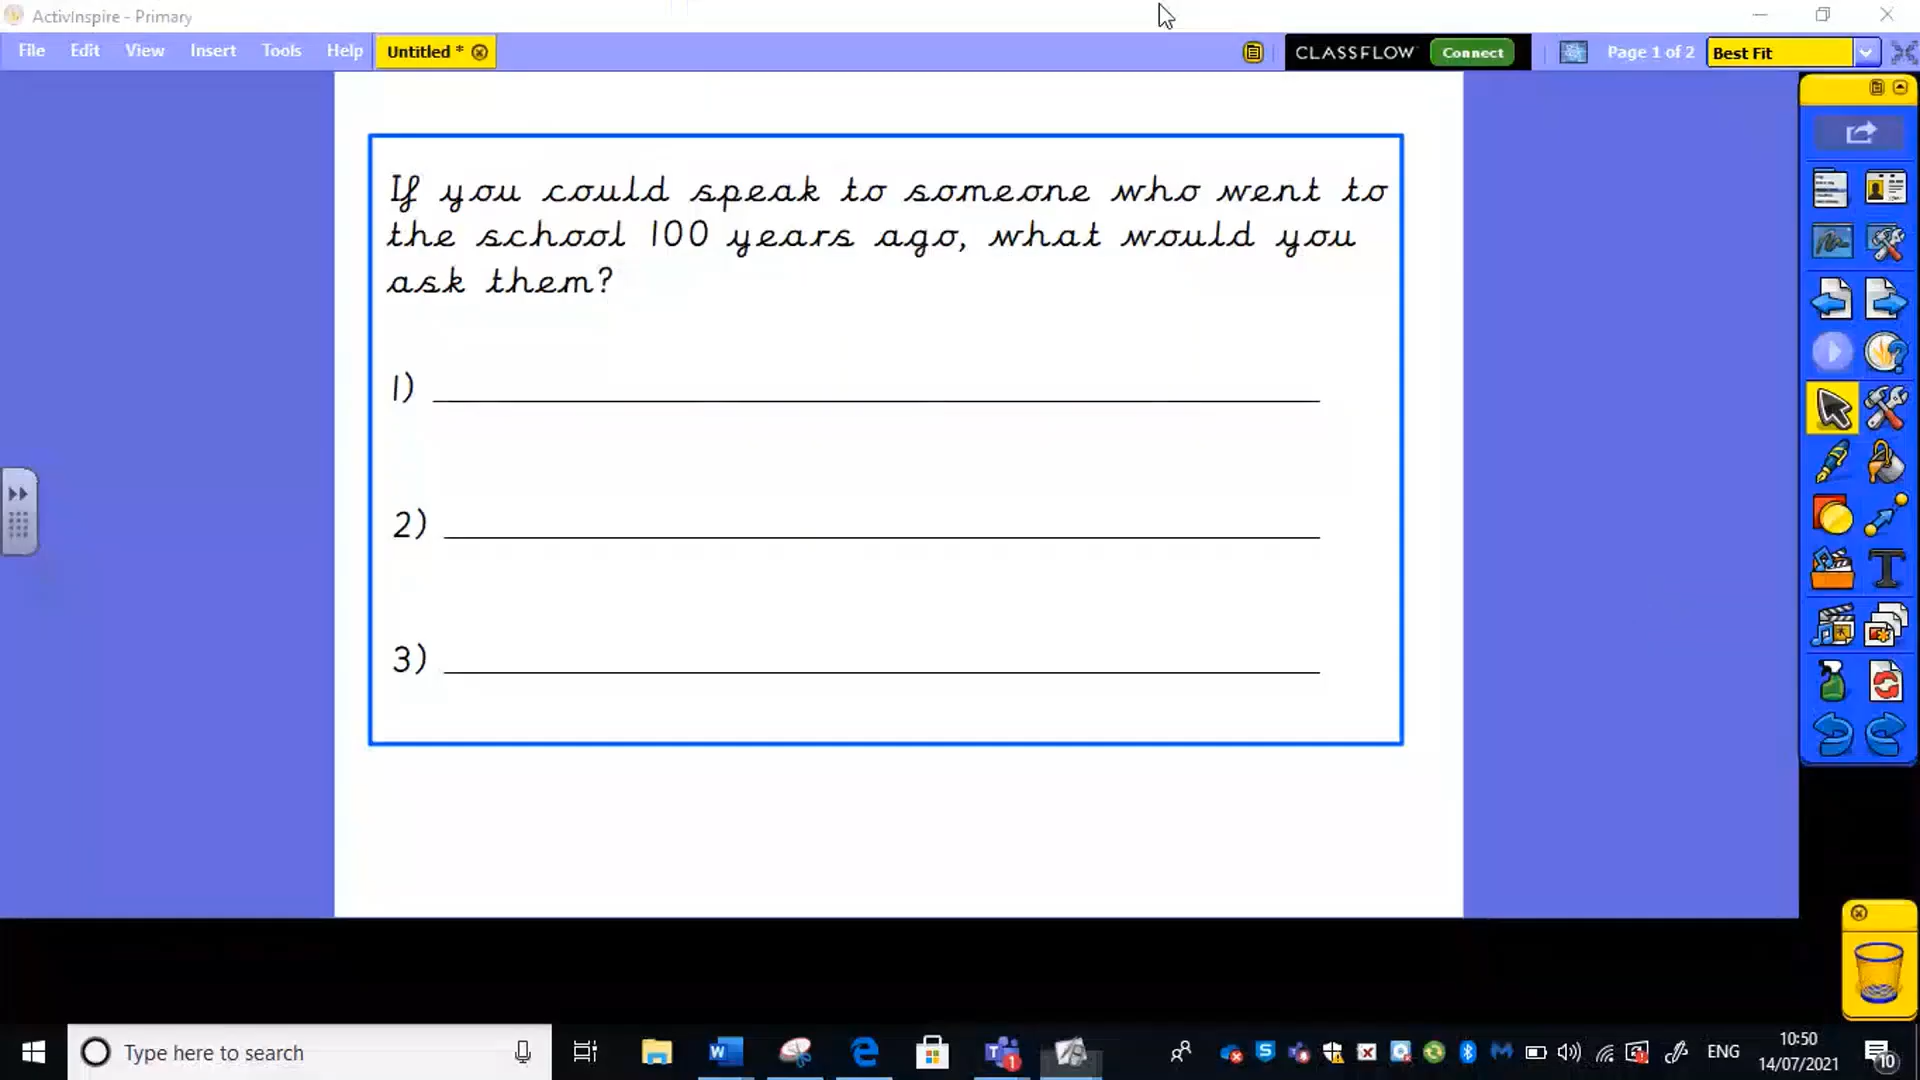 ActivInspire - Primary
File Edit View Insert Tools Help Untitled * CLASSFLOW Connect Page 1 of 2 Best Fit
If you could speak to someone who went to
the school 100 years ago, what would you
ask them?
1)
2)
3)
Type here to search
ENG
10:50
14/07/2021
10
1